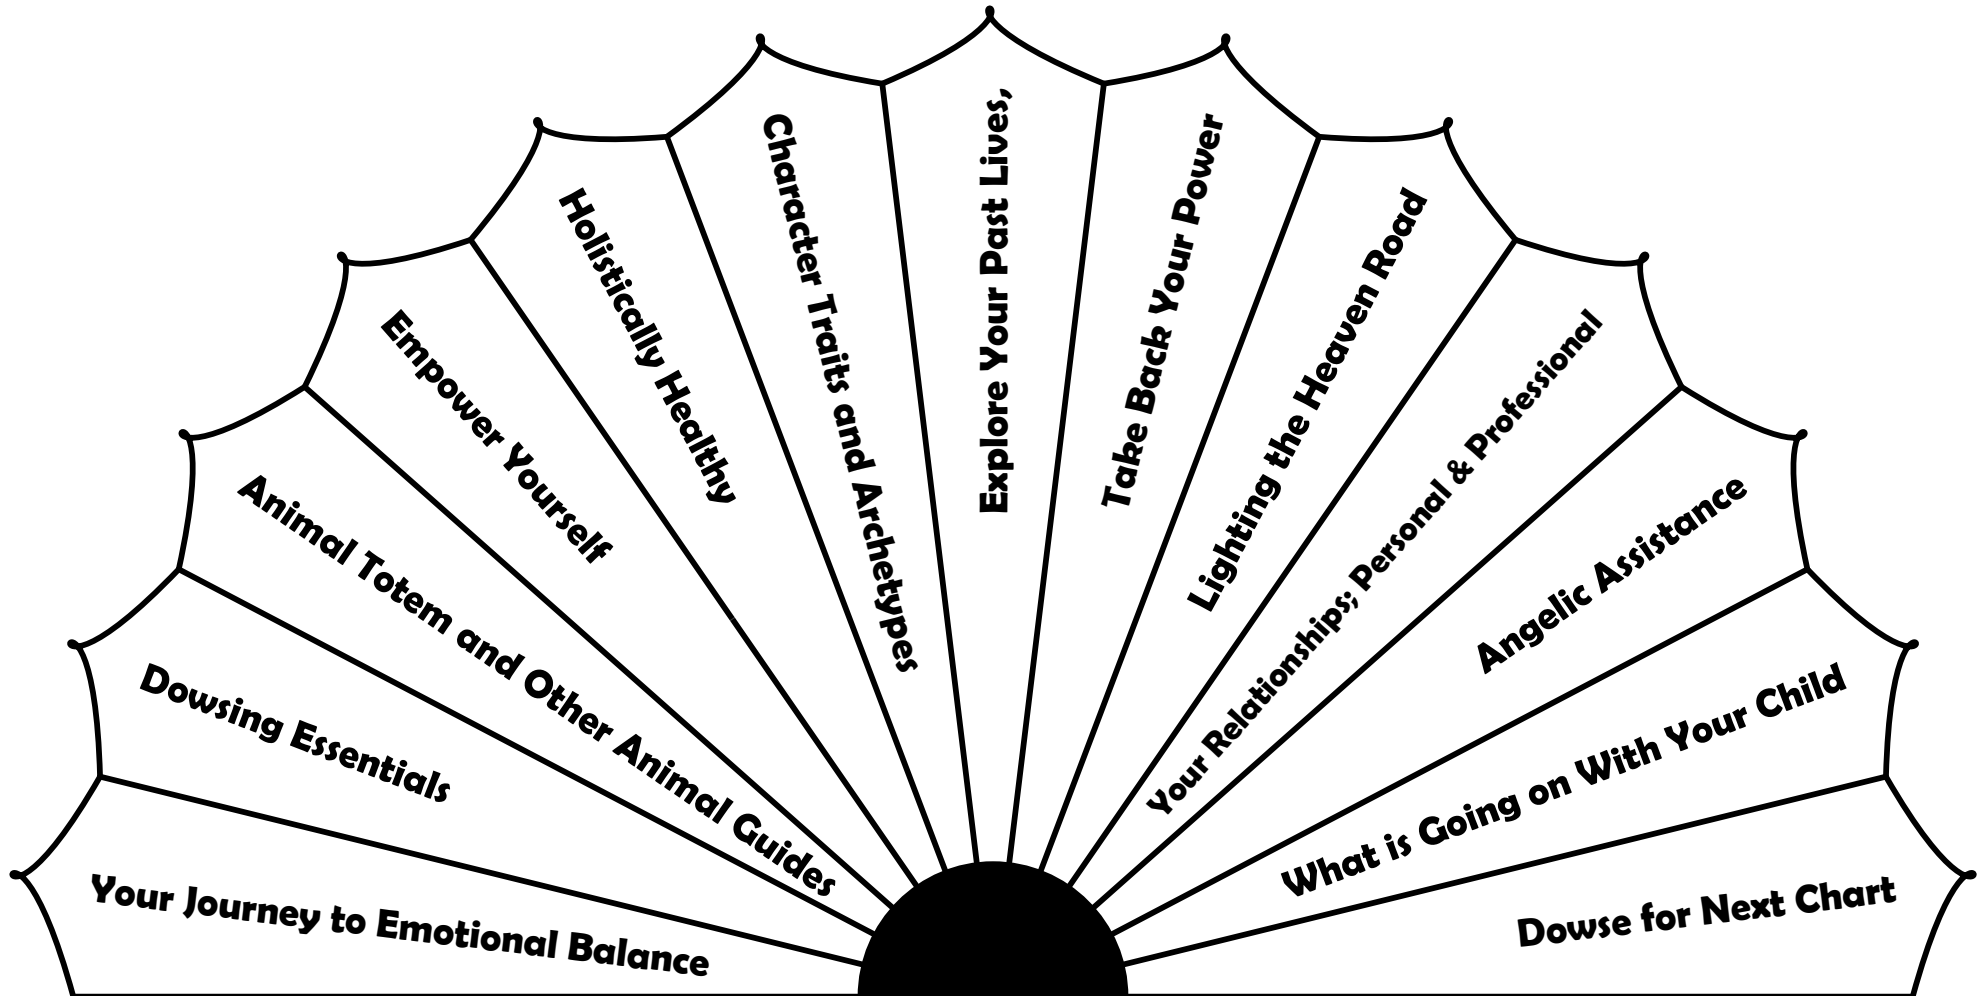 Your Journey to Emotional Balance
Dowsing Essentials
Animal Totem and Other Animal Guides
Empower Yourself
Holistically Healthy
Character Traits and Archetypes
Explore Your Past Lives,
Take Back Your Power
Lighting the Heaven Road
Your Relationships; Personal & Professional
Angelic Assistance
What is Going on With Your Child
Dowse for Next Chart